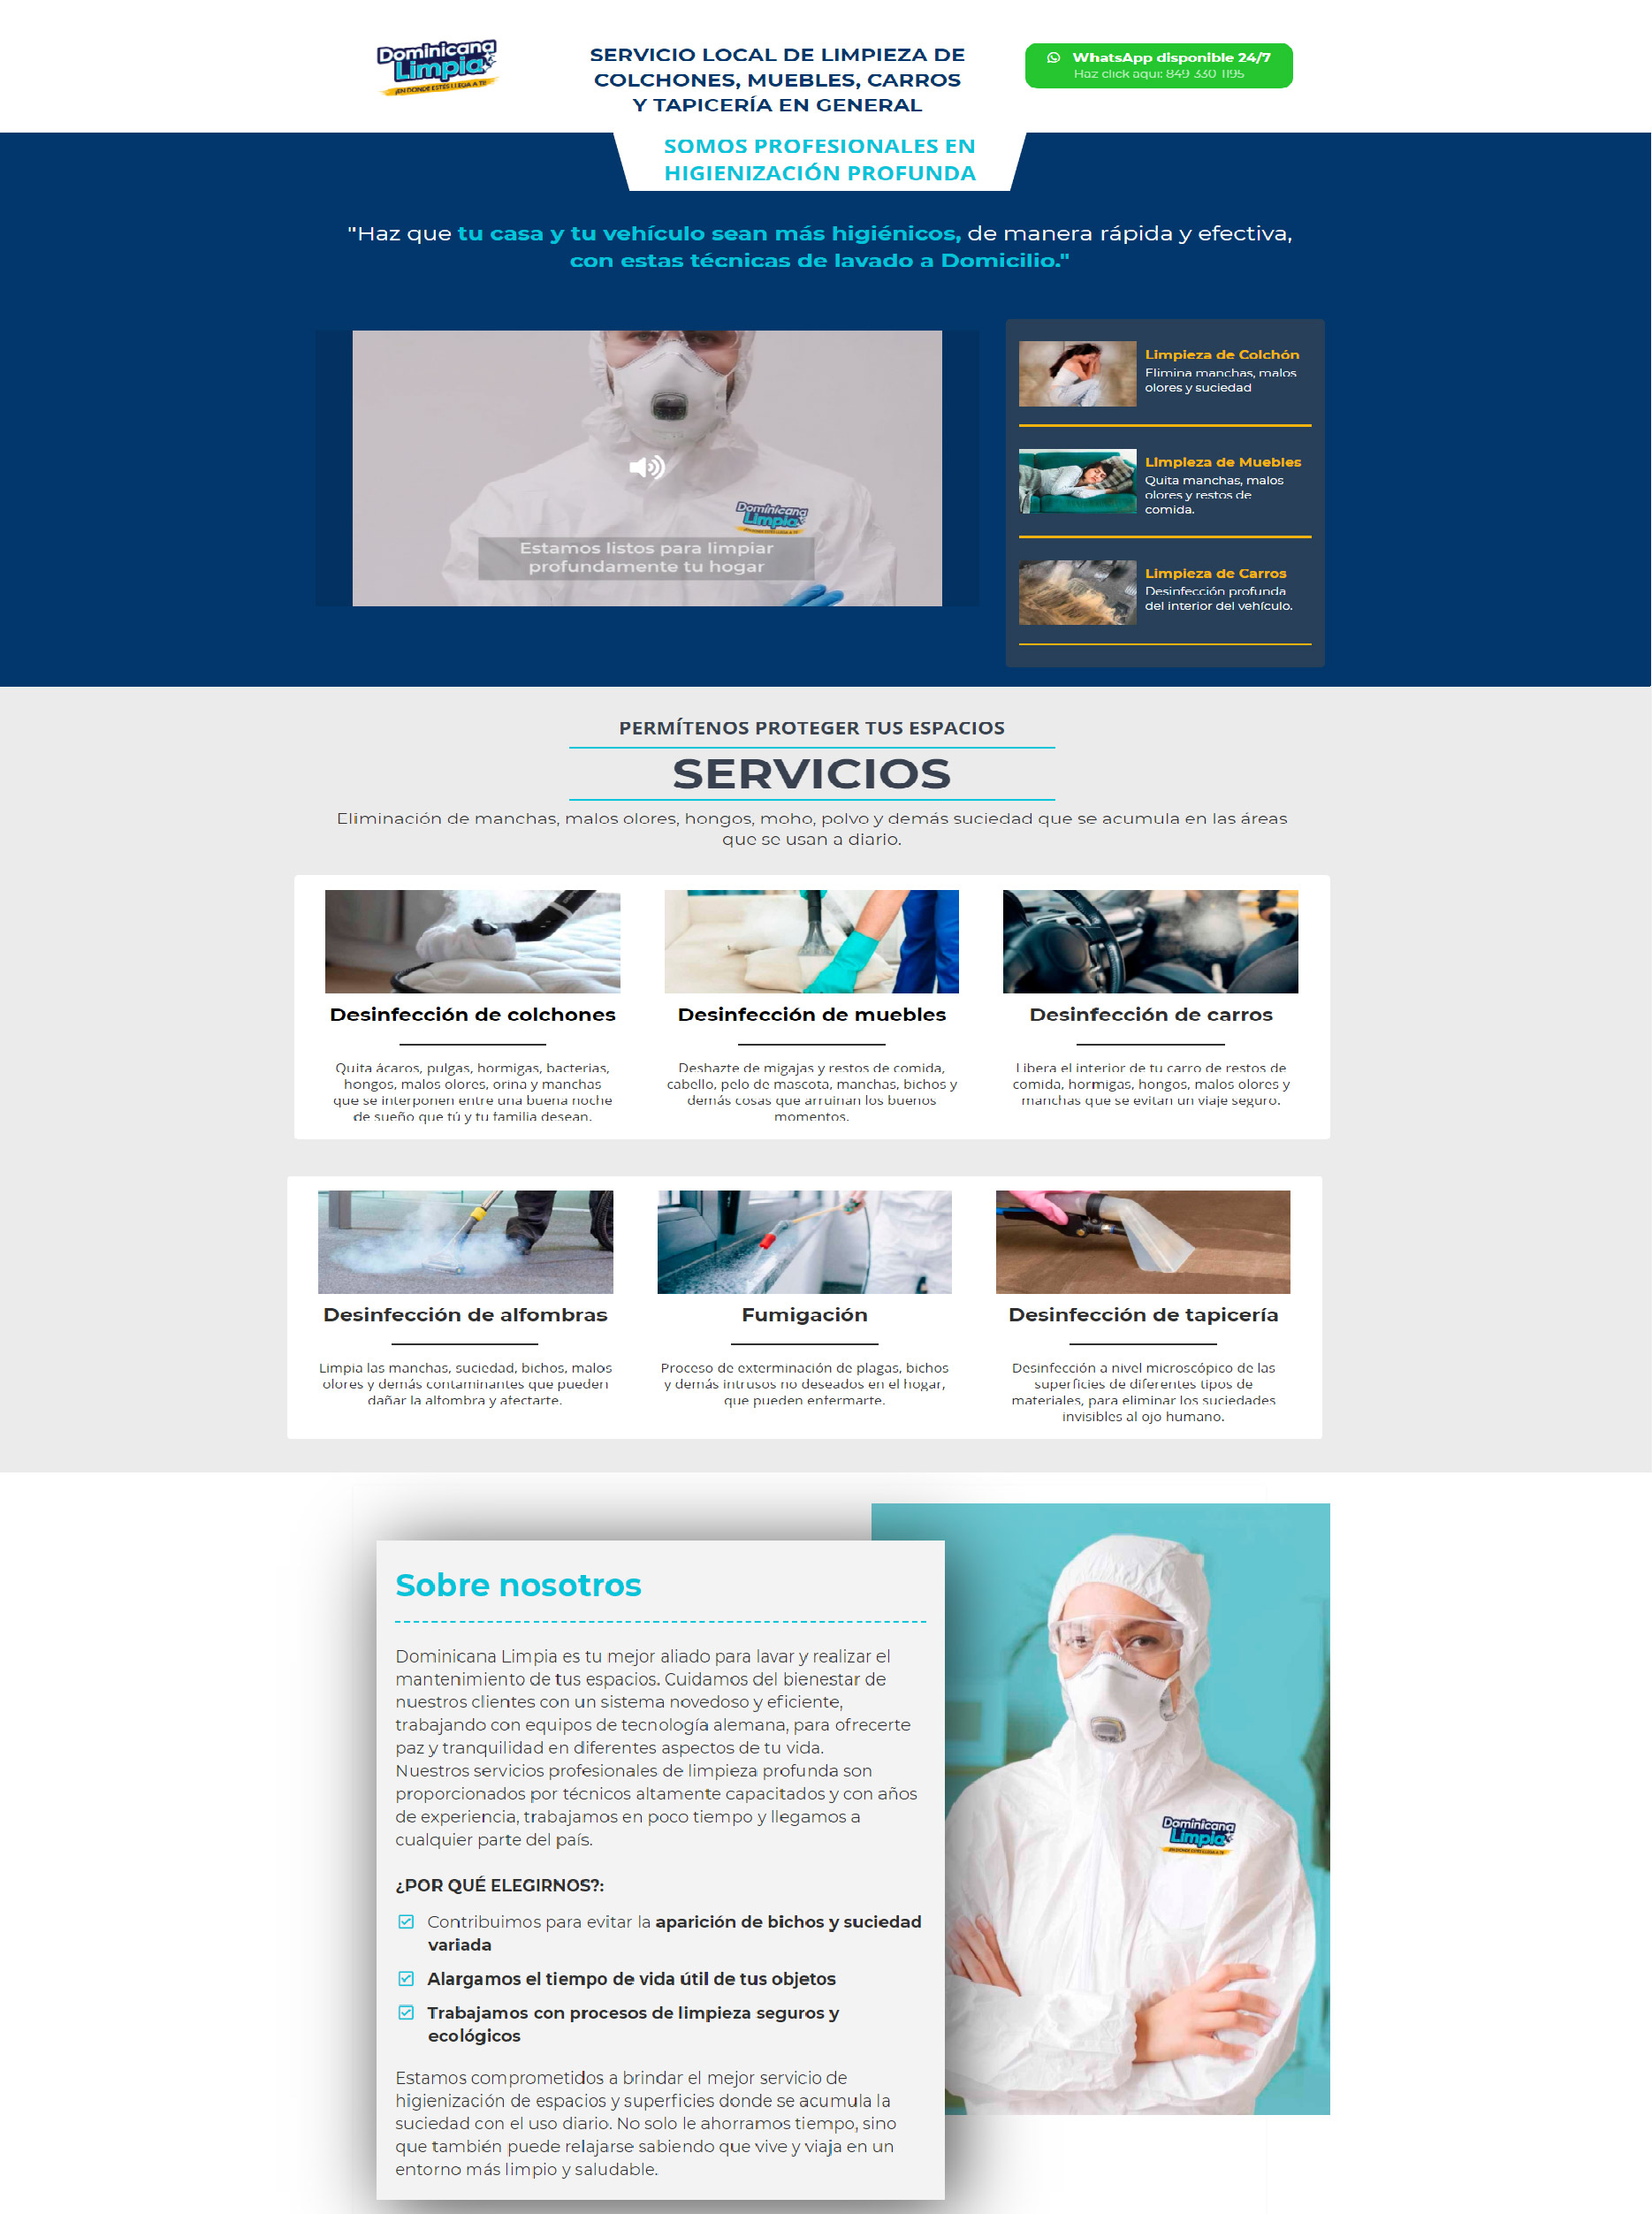 Dominicana
Limpia
¡EN DONDE ESTÉS LLEGA A TI!
SERVICIO LOCAL DE LIMPIEZA DE
COLCHONES, MUEBLES, CARROS
Y TAPICERÍA EN GENERAL
WhatsApp disponible 24/7
Haz click aquí: 849 330 1195
SOMOS PROFESIONALES EN
HIGIENIZACIÓN PROFUNDA
"Haz que tu casa y tu vehículo sean más higiénicos, de manera rápida y efectiva,
con estas técnicas de lavado a Domicilio."
Dominicana
Limpia
Estamos listos para limpiar
profundamente tu hogar
Limpieza de Colchón
Elimina manchas, malos
olores y suciedad
Limpieza de Muebles
Quita manchas, malos
olores y restos de
comida.
Limpieza de Carros
Desinfección profunda
del interior del vehículo.
PERMÍTENOS PROTEGER TUS ESPACIOS
SERVICIOS
Eliminación de manchas, malos olores, hongos, moho, polvo y demás suciedad que se acumula en las áreas
que se usan a diario.
Desinfección de colchones
Quita ácaros, pulgas, hormigas, bacterias,
hongos, malos olores, orina y manchas
que se interponen entre una buena noche
de sueño que tú y tu familia desean.
Desinfección de muebles
Deshazte de migajas y restos de comida,
cabello, pelo de mascota, manchas, bichos y
demás cosas que arruinan los buenos
momentos.
Desinfección de carros
Libera el interior de tu carro de restos de
comida, hormigas, hongos, malos olores y
manchas que se evitan un viaje seguro.
Desinfección de alfombras
Limpia las manchas, suciedad, bichos, malos
olores y demás contaminantes que pueden
dañar la alfombra y afectarte.
Fumigación
Proceso de exterminación de plagas, bichos
y demás intrusos no deseados en el hogar,
que pueden enfermarte.
Desinfección de tapicería
Desinfección a nivel microscópico de las
superficies de diferentes tipos de
materiales, para eliminar los suciedades
invisibles al ojo humano.
Sobre nosotros
Dominicana Limpia es tu mejor aliado para lavar y realizar el
mantenimiento de tus espacios. Cuidamos del bienestar de
nuestros clientes con un sistema novedoso y eficiente,
trabajando con equipos de tecnología alemana, para ofrecerte
paz y tranquilidad en diferentes aspectos de tu vida.
Nuestros servicios profesionales de limpieza profunda son
proporcionados por técnicos altamente capacitados y con años
de experiencia, trabajamos en poco tiempo y llegamos a
cualquier parte del país.
¿POR QUÉ ELEGIRNOS?:
Contribuimos para evitar la aparición de bichos y suciedad
variada
Alargamos el tiempo de vida útil de tus objetos
Trabajamos con procesos de limpieza seguros y
ecológicos
Estamos comprometidos a brindar el mejor servicio de
higienización de espacios y superficies donde se acumula la
suciedad con el uso diario. No solo le ahorramos tiempo, sino
que también puede relajarse sabiendo que vive y viaja en un
entorno más limpio y saludable.
Dominicana
Limpia